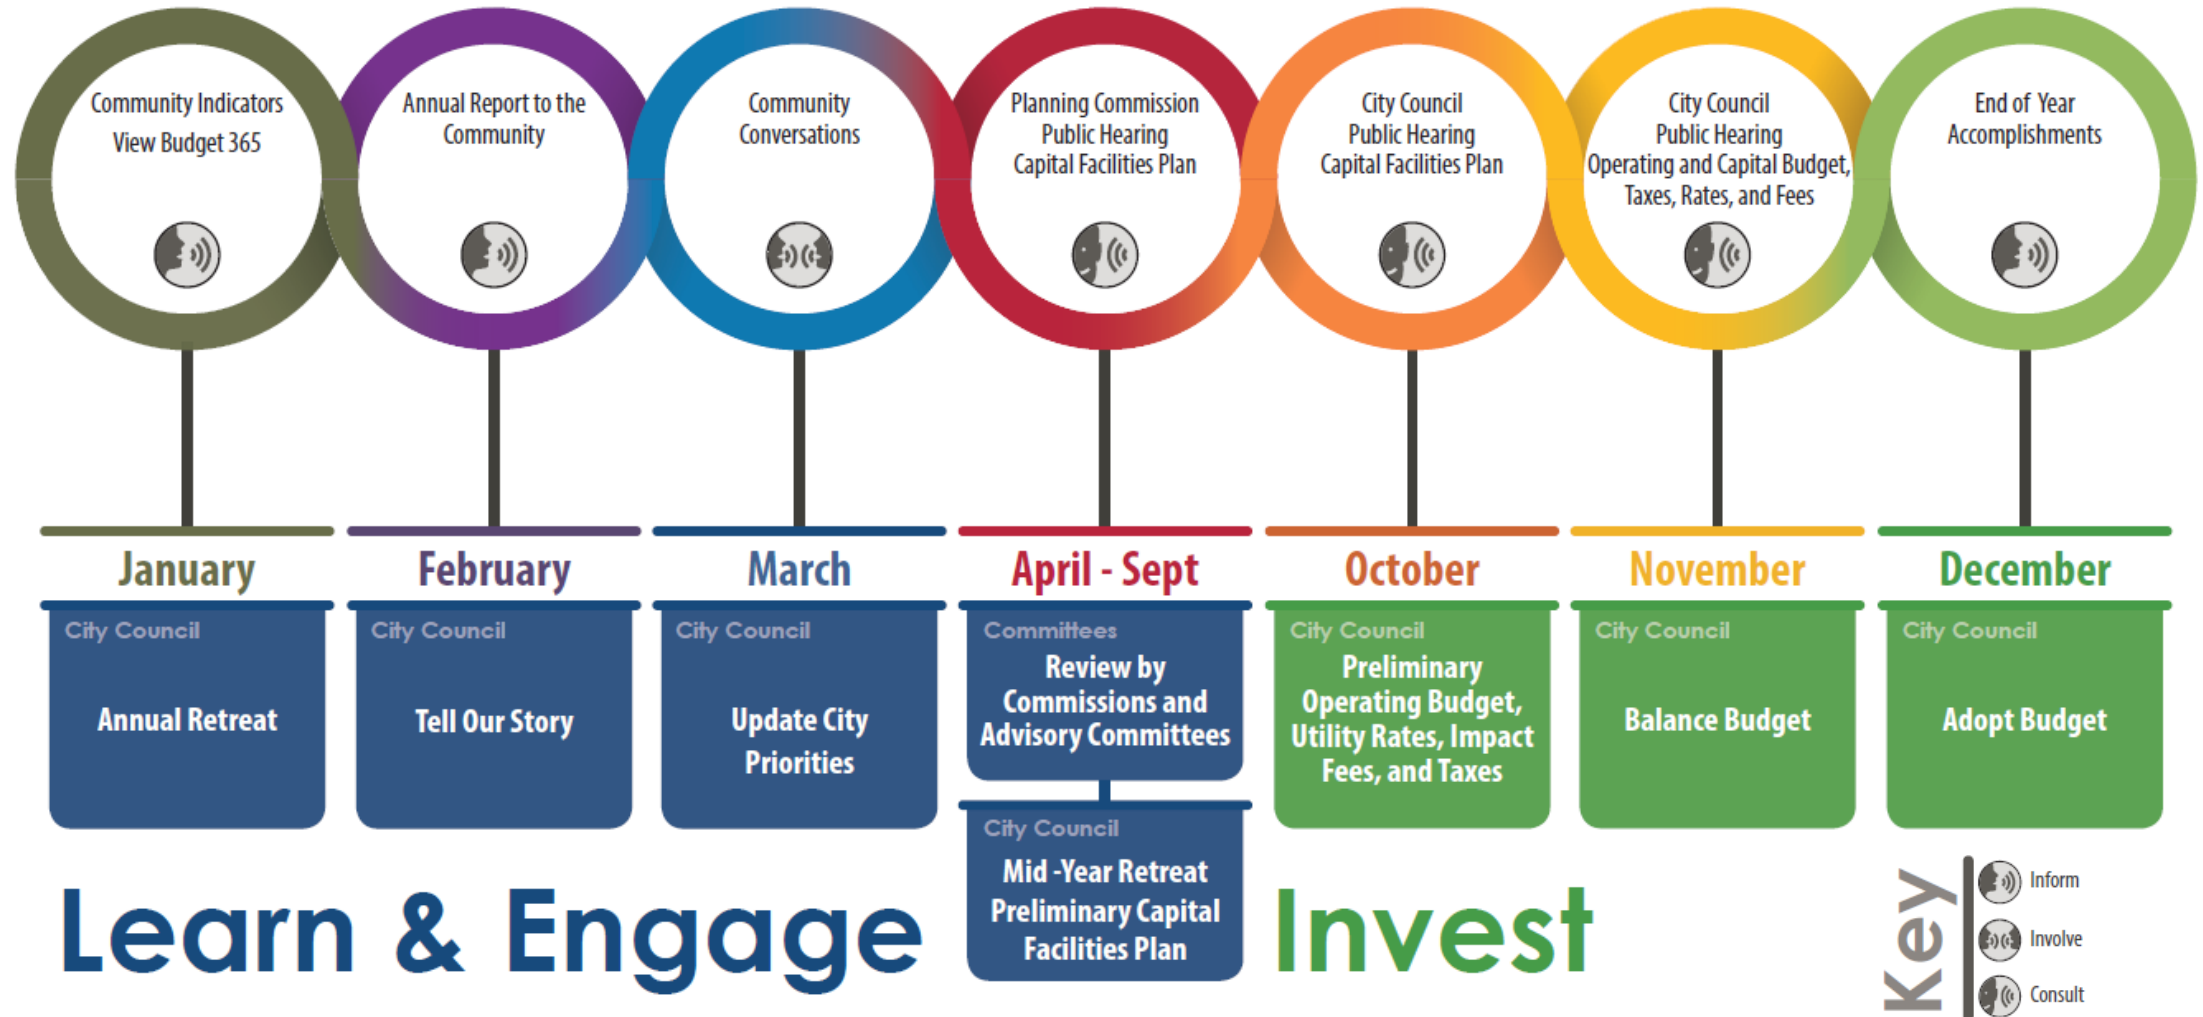 Community Indicators
View Budget 365
Annual Report to the
Community
Community
Conversations
Planning Commission
Public Hearing
Capital Facilities Plan
City Council
Public Hearing
Capital Facilities Plan
City Council
Public Hearing
Operating and Capital Budget,
Taxes, Rates, and Fees
End of Year
Accomplishments
January
February
March
April - Sept
October
November
December
City Council
Annual Retreat
City Council
Tell Our Story
City Council
Update City
Priorities
Committees
Review by
Commissions and
Advisory Committees
City Council
Mid -Year Retreat
Preliminary Capital
Facilities Plan
City Council
Preliminary
Operating Budget,
Utility Rates, Impact
Fees, and Taxes
City Council
Balance Budget
City Council
Adopt Budget
Learn & Engage
Invest
Key
Inform
Involve
Consult